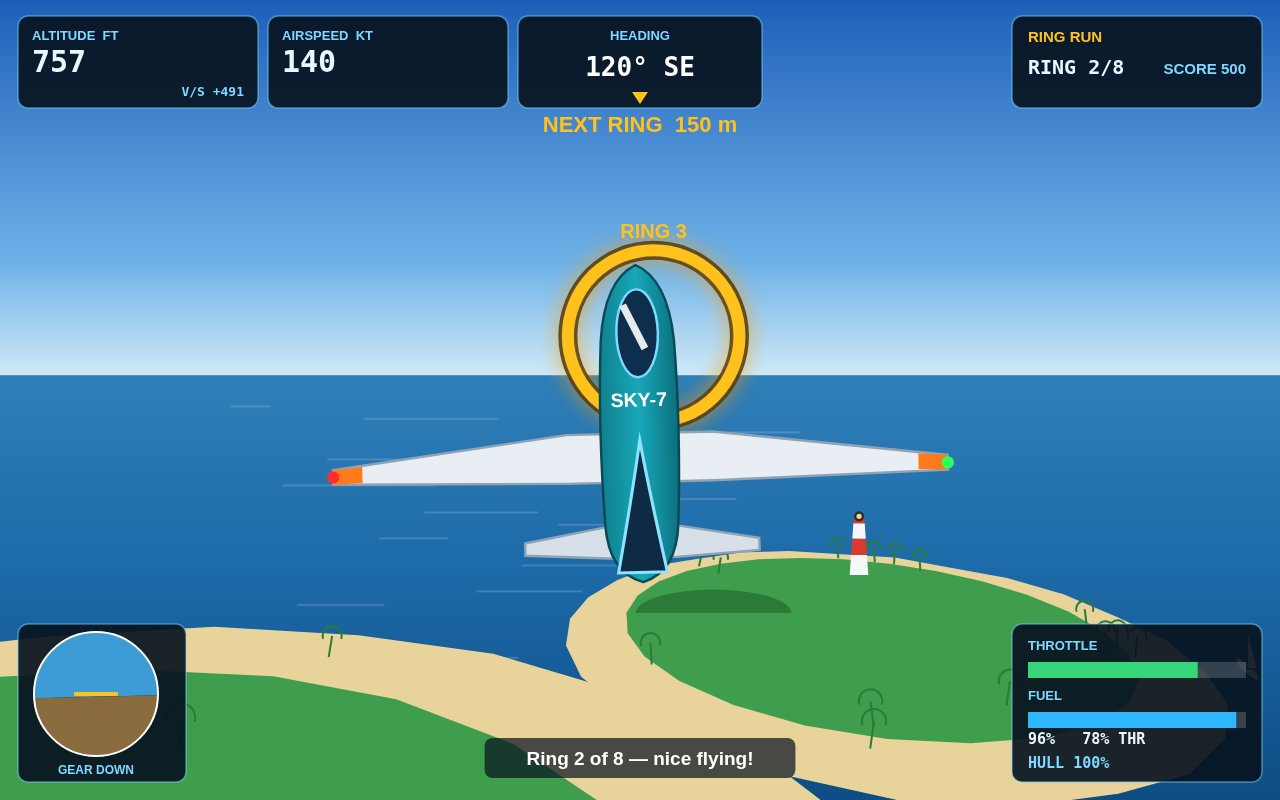 ALTITUDE FT
757
V/S +491
AIRSPEED KT
140
HEADING
120° SE
NEXT RING 150 m
RING RUN
RING 2/8 SCORE 500
RING 3
SKY-7
GEAR DOWN
Ring 2 of 8 — nice flying!
THROTTLE
FUEL
96% 78% THR
HULL 100%